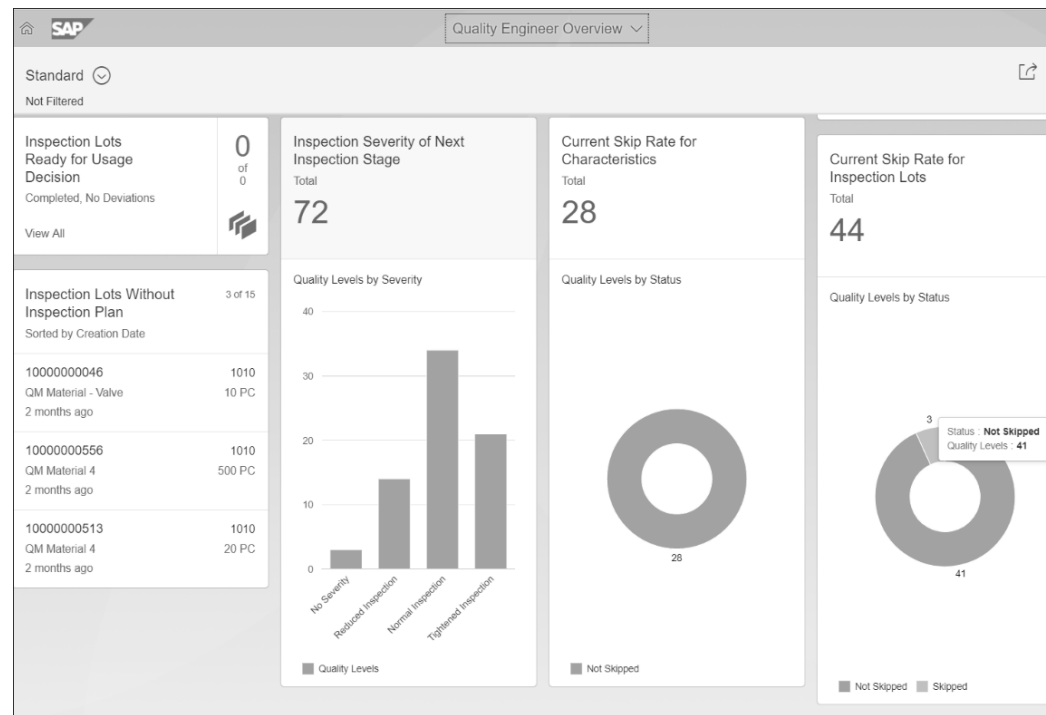 SAP
Quality Engineer Overview
Standard
Not Filtered
Inspection Lots
Ready for Usage
Decision
Completed, No Deviations
View All
0
of
0
Inspection Lots Without
Inspection Plan
3 of 15
Sorted by Creation Date
10000000046 1010
QM Material - Valve 10 PC
2 months ago
10000000556 1010
QM Material 4 500 PC
2 months ago
10000000513 1010
QM Material 4 20 PC
2 months ago
Inspection Severity of Next
Inspection Stage
Total
72
Quality Levels by Severity
40
30
20
10
0
No Severity
Reduced Inspection
Normal Inspection
Tightened Inspection
Quality Levels
Current Skip Rate for
Characteristics
Total
28
Quality Levels by Status
28
Not Skipped
Current Skip Rate for
Inspection Lots
Total
44
Quality Levels by Status
3
Status : Not Skipped
Quality Levels : 41
41
Not Skipped Skipped